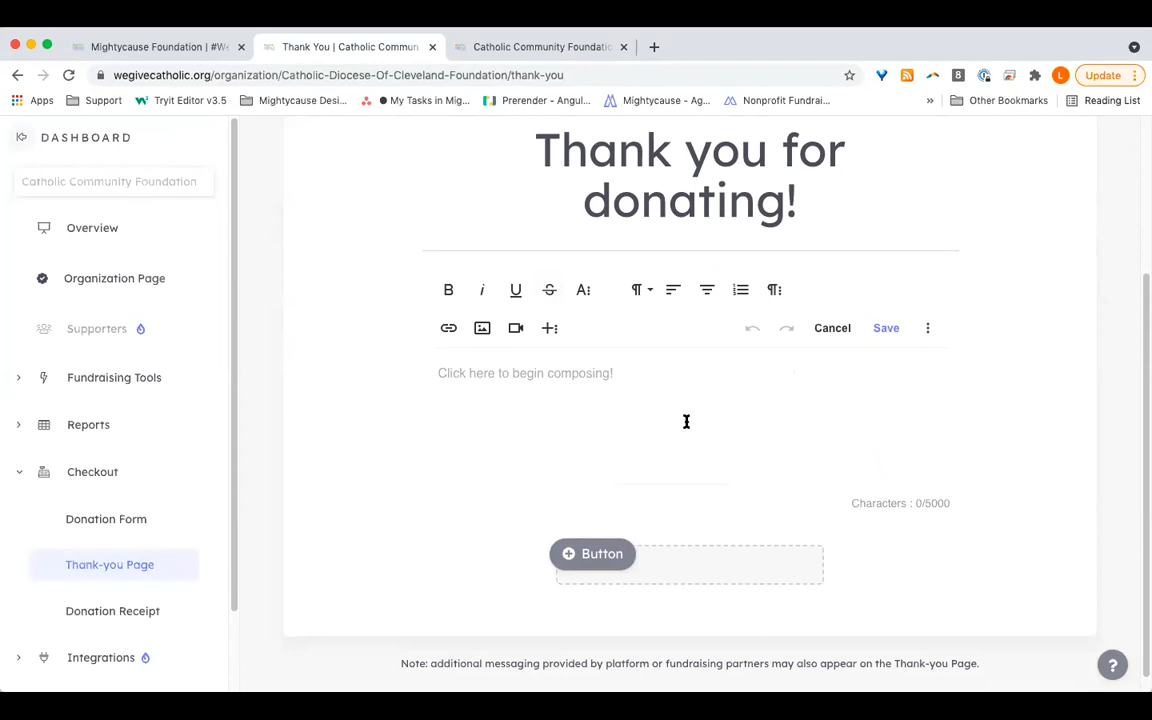 Mightycause Foundation | #We
Thank You | Catholic Commun
Catholic Community Foundatio
wegivecatholic.org/organization/Catholic-Diocese-Of-Cleveland-Foundation/thank-you
8
L
Update
Apps
Support
Tryit Editor v3.5
Mightycause Desi...
● My Tasks in Mig...
Prerender - Angul...
Mightycause - Ag...
Nonprofit Fundrai...
»
Other Bookmarks
Reading List
DASHBOARD
Catholic Community Foundation
Overview
Organization Page
Supporters
Fundraising Tools
Reports
Checkout
Donation Form
Thank-you Page
Donation Receipt
Integrations
Thank you for
donating!
B i U S A ¶ ¶
Cancel
Save
Click here to begin composing!
Characters : 0/5000
Button
Note: additional messaging provided by platform or fundraising partners may also appear on the Thank-you Page.
?